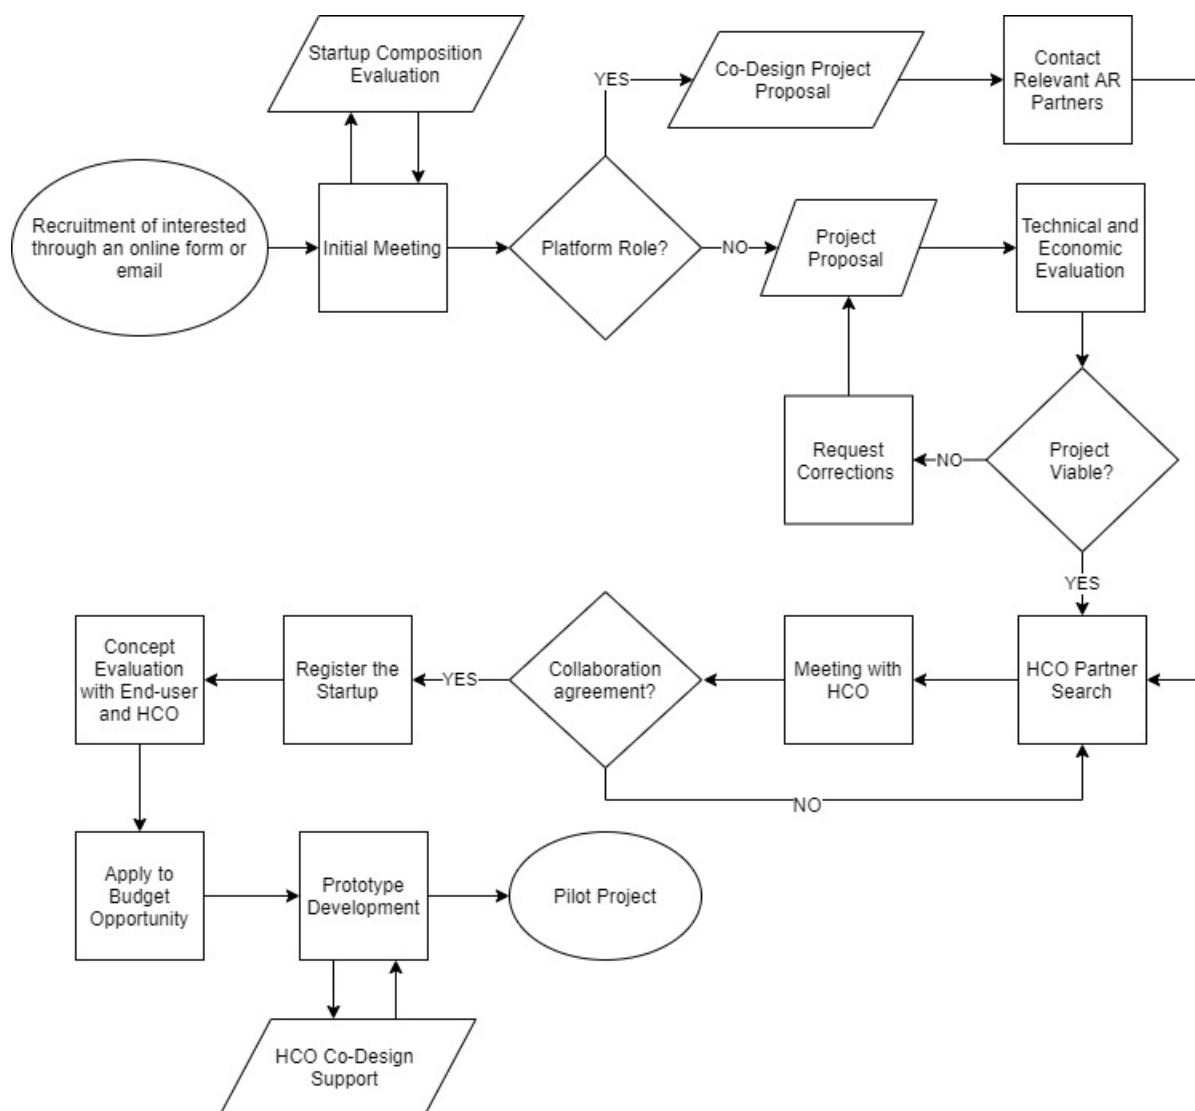 Startup Composition
Evaluation
YES
Co-Design Project
Proposal
Contact
Relevant AR
Partners
Recruitment of interested
through an online form or
email
Initial Meeting
Platform Role?
NO
Project
Proposal
Technical and
Economic
Evaluation
Request
Corrections
NO
Project
Viable?
YES
Concept
Evaluation
with End-user
and HCO
Register the
Startup
YES
Collaboration
agreement?
Meeting with
HCO
HCO Partner
Search
NO
Apply to
Budget
Opportunity
Prototype
Development
Pilot Project
HCO Co-Design
Support